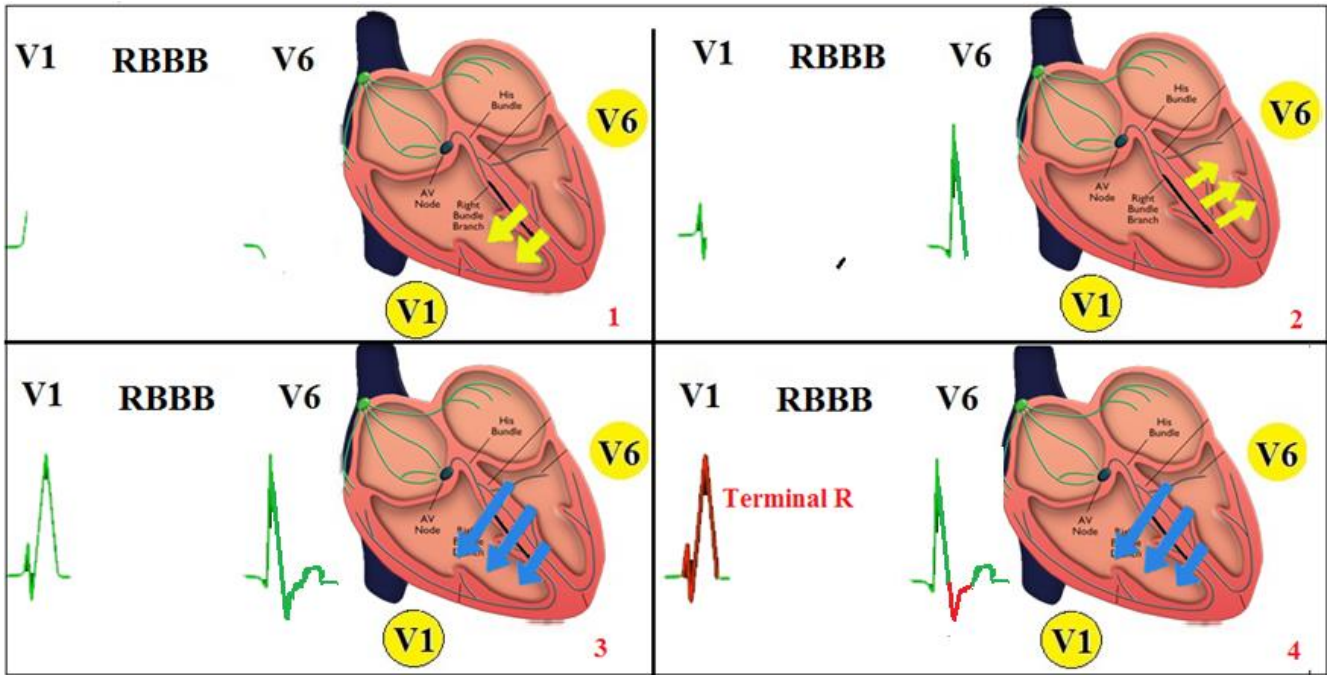 V1 RBBB V6
His
Bundle
V6
AV
Node
Right
Bundle
Branch
V1
1
V1 RBBB V6
His
Bundle
V6
AV
Node
Right
Bundle
Branch
V1
2
V1 RBBB V6
His
Bundle
V6
AV
Node
V1
3
V1 RBBB V6
His
Bundle
V6
Terminal R
AV
Node
V1
4